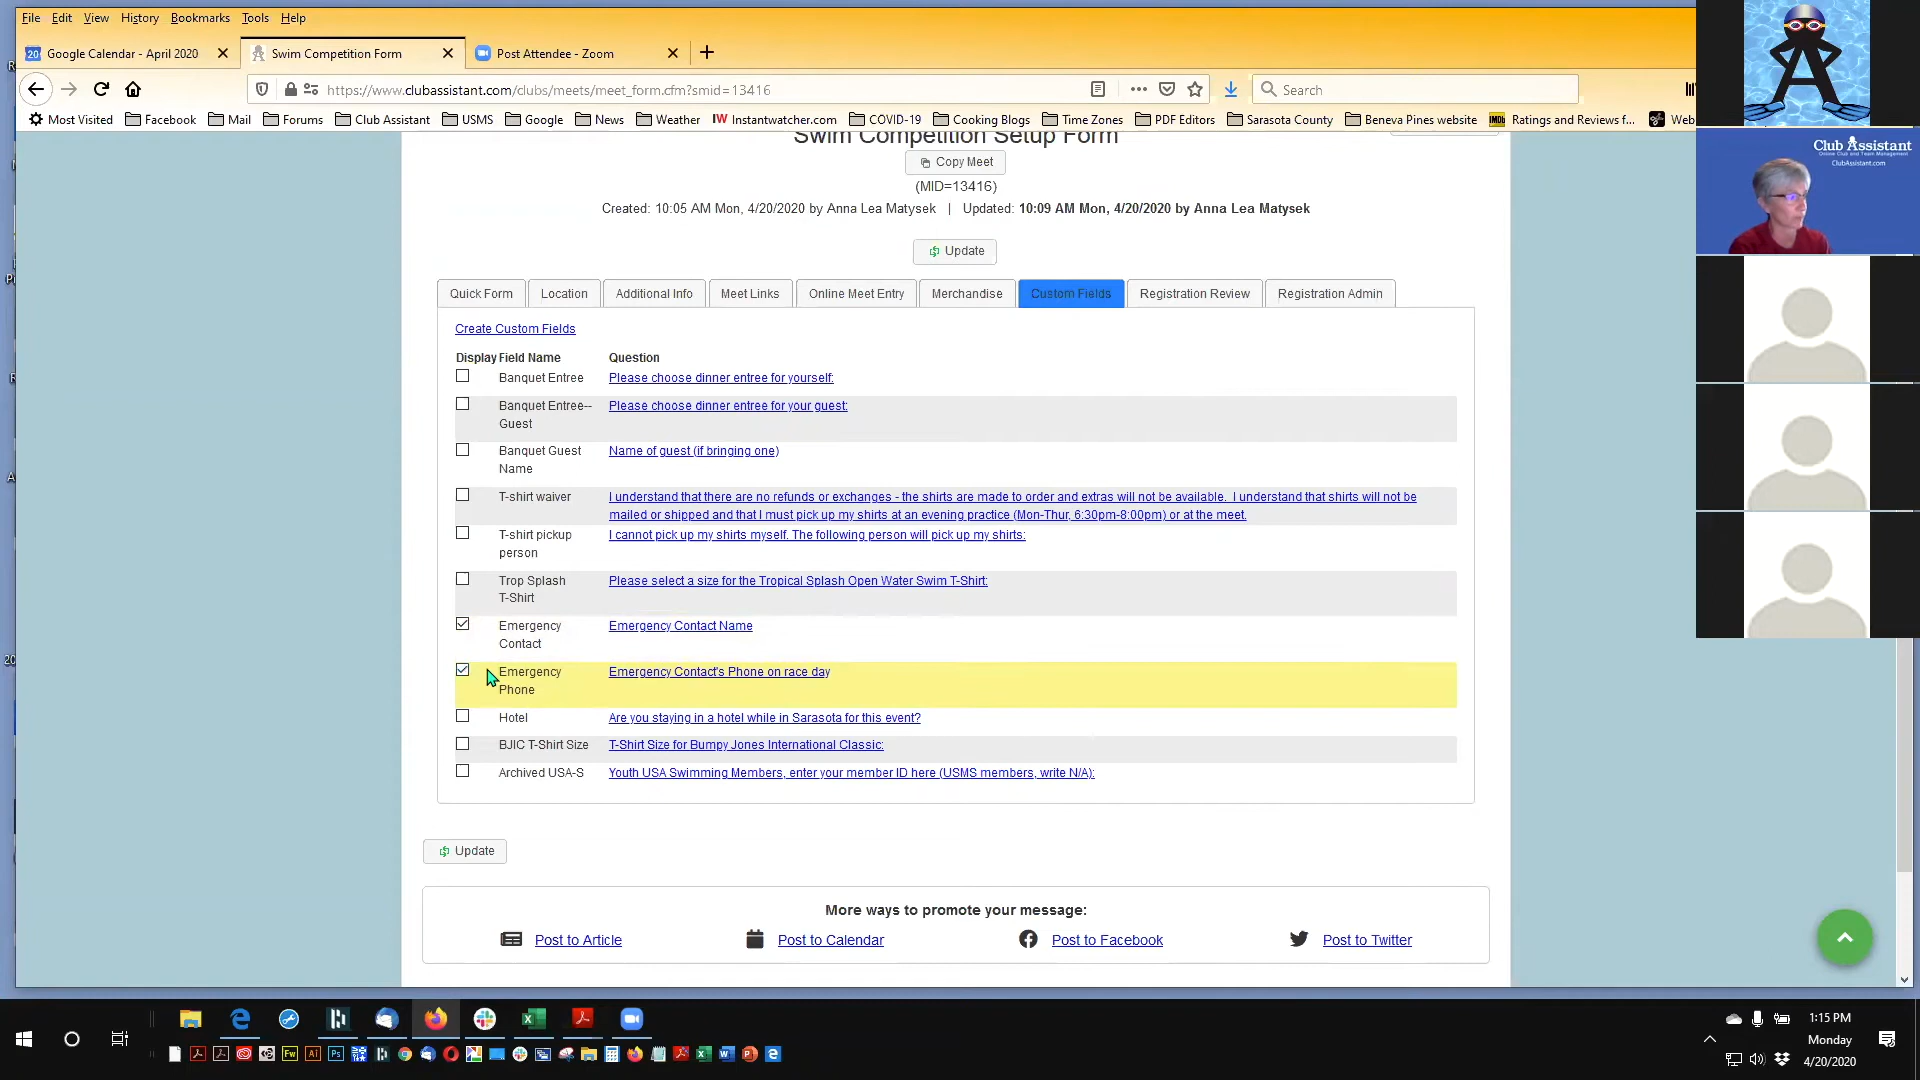 File Edit View History Bookmarks Tools Help
Google Calendar - April 2020
Swim Competition Form
Post Attendee - Zoom
https://www.clubassistant.com/clubs/meets/meet_form.cfm?smid=13416
Search
Most Visited Facebook Mail Forums Club Assistant USMS Google News Weather Instantwatcher.com COVID-19 Cooking Blogs Time Zones PDF Editors Sarasota County Beneva Pines website Ratings and Reviews f... Web
Club Assistant
Online Club and Team Management
ClubAssistant.com
Swim Competition Setup Form
Copy Meet
(MID=13416)
Created: 10:05 AM Mon, 4/20/2020 by Anna Lea Matysek | Updated: 10:09 AM Mon, 4/20/2020 by Anna Lea Matysek
Update
Quick Form Location Additional Info Meet Links Online Meet Entry Merchandise Custom Fields Registration Review Registration Admin
Create Custom Fields
Display Field Name Question
Banquet Entree Please choose dinner entree for yourself:
Banquet Entree-- Please choose dinner entree for your guest:
Guest
Banquet Guest Name of guest (if bringing one)
Name
T-shirt waiver I understand that there are no refunds or exchanges - the shirts are made to order and extras will not be available. I understand that shirts will not be
mailed or shipped and that I must pick up my shirts at an evening practice (Mon-Thur, 6:30pm-8:00pm) or at the meet.
T-shirt pickup I cannot pick up my shirts myself. The following person will pick up my shirts:
person
Trop Splash Please select a size for the Tropical Splash Open Water Swim T-Shirt:
T-Shirt
Emergency Emergency Contact Name
Contact
Emergency Emergency Contact's Phone on race day
Phone
Hotel Are you staying in a hotel while in Sarasota for this event?
BJIC T-Shirt Size T-Shirt Size for Bumpy Jones International Classic:
Archived USA-S Youth USA Swimming Members, enter your member ID here (USMS members, write N/A):
Update
More ways to promote your message:
Post to Article Post to Calendar Post to Facebook Post to Twitter
1:15 PM
Monday
4/20/2020